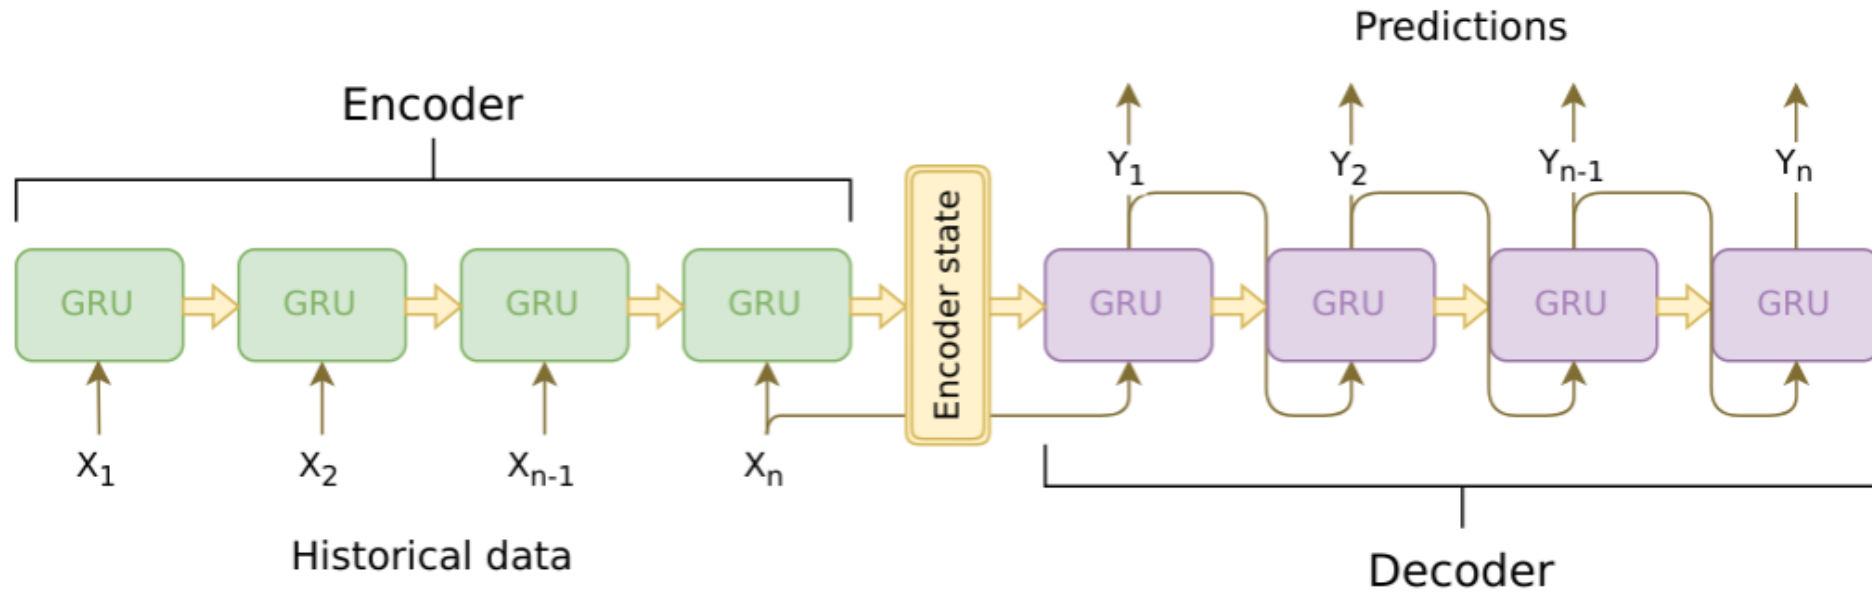 Predictions
Encoder
Y1 Y2 Yn-1 Yn
GRU GRU GRU GRU Encoder state GRU GRU GRU GRU
X1 X2 Xn-1 Xn
Historical data
Decoder